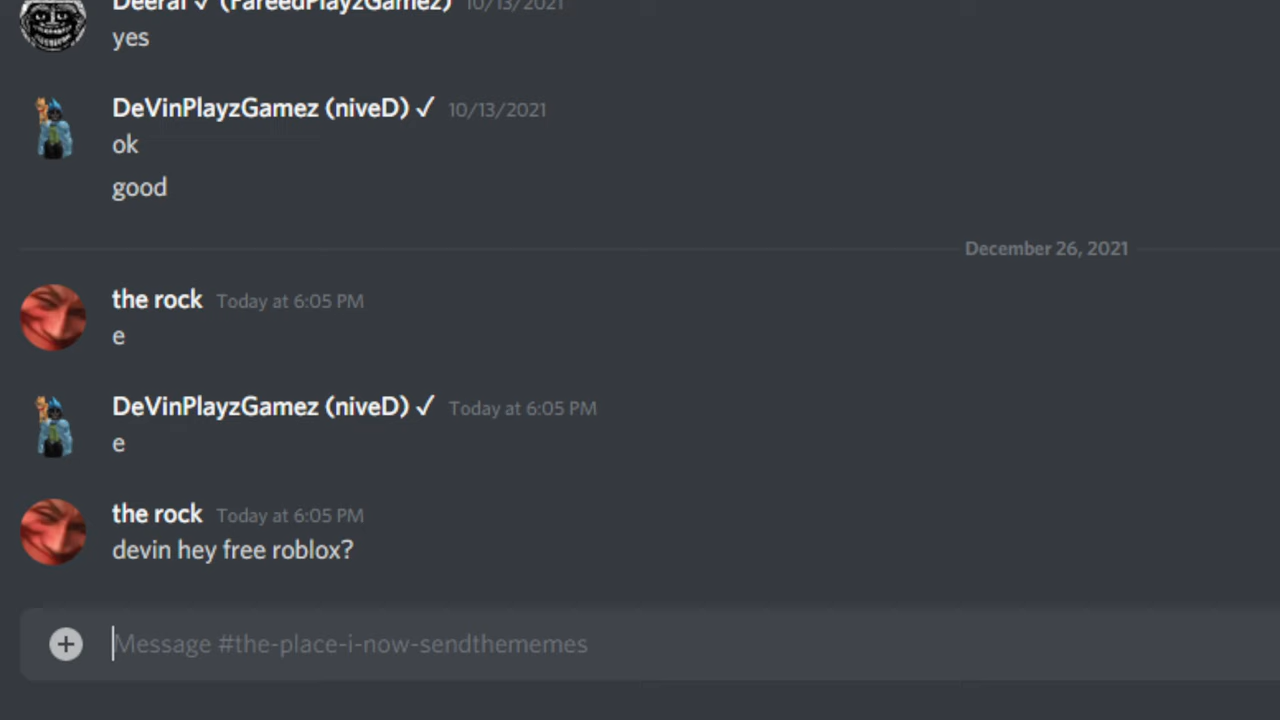 Deeral ✓ (FareedPlayzGamez) 10/13/2021
yes
DeVinPlayzGamez (niveD) ✓ 10/13/2021
ok
good
December 26, 2021
the rock Today at 6:05 PM
e
DeVinPlayzGamez (niveD) ✓ Today at 6:05 PM
e
the rock Today at 6:05 PM
devin hey free roblox?
Message #the-place-i-now-sendthememes